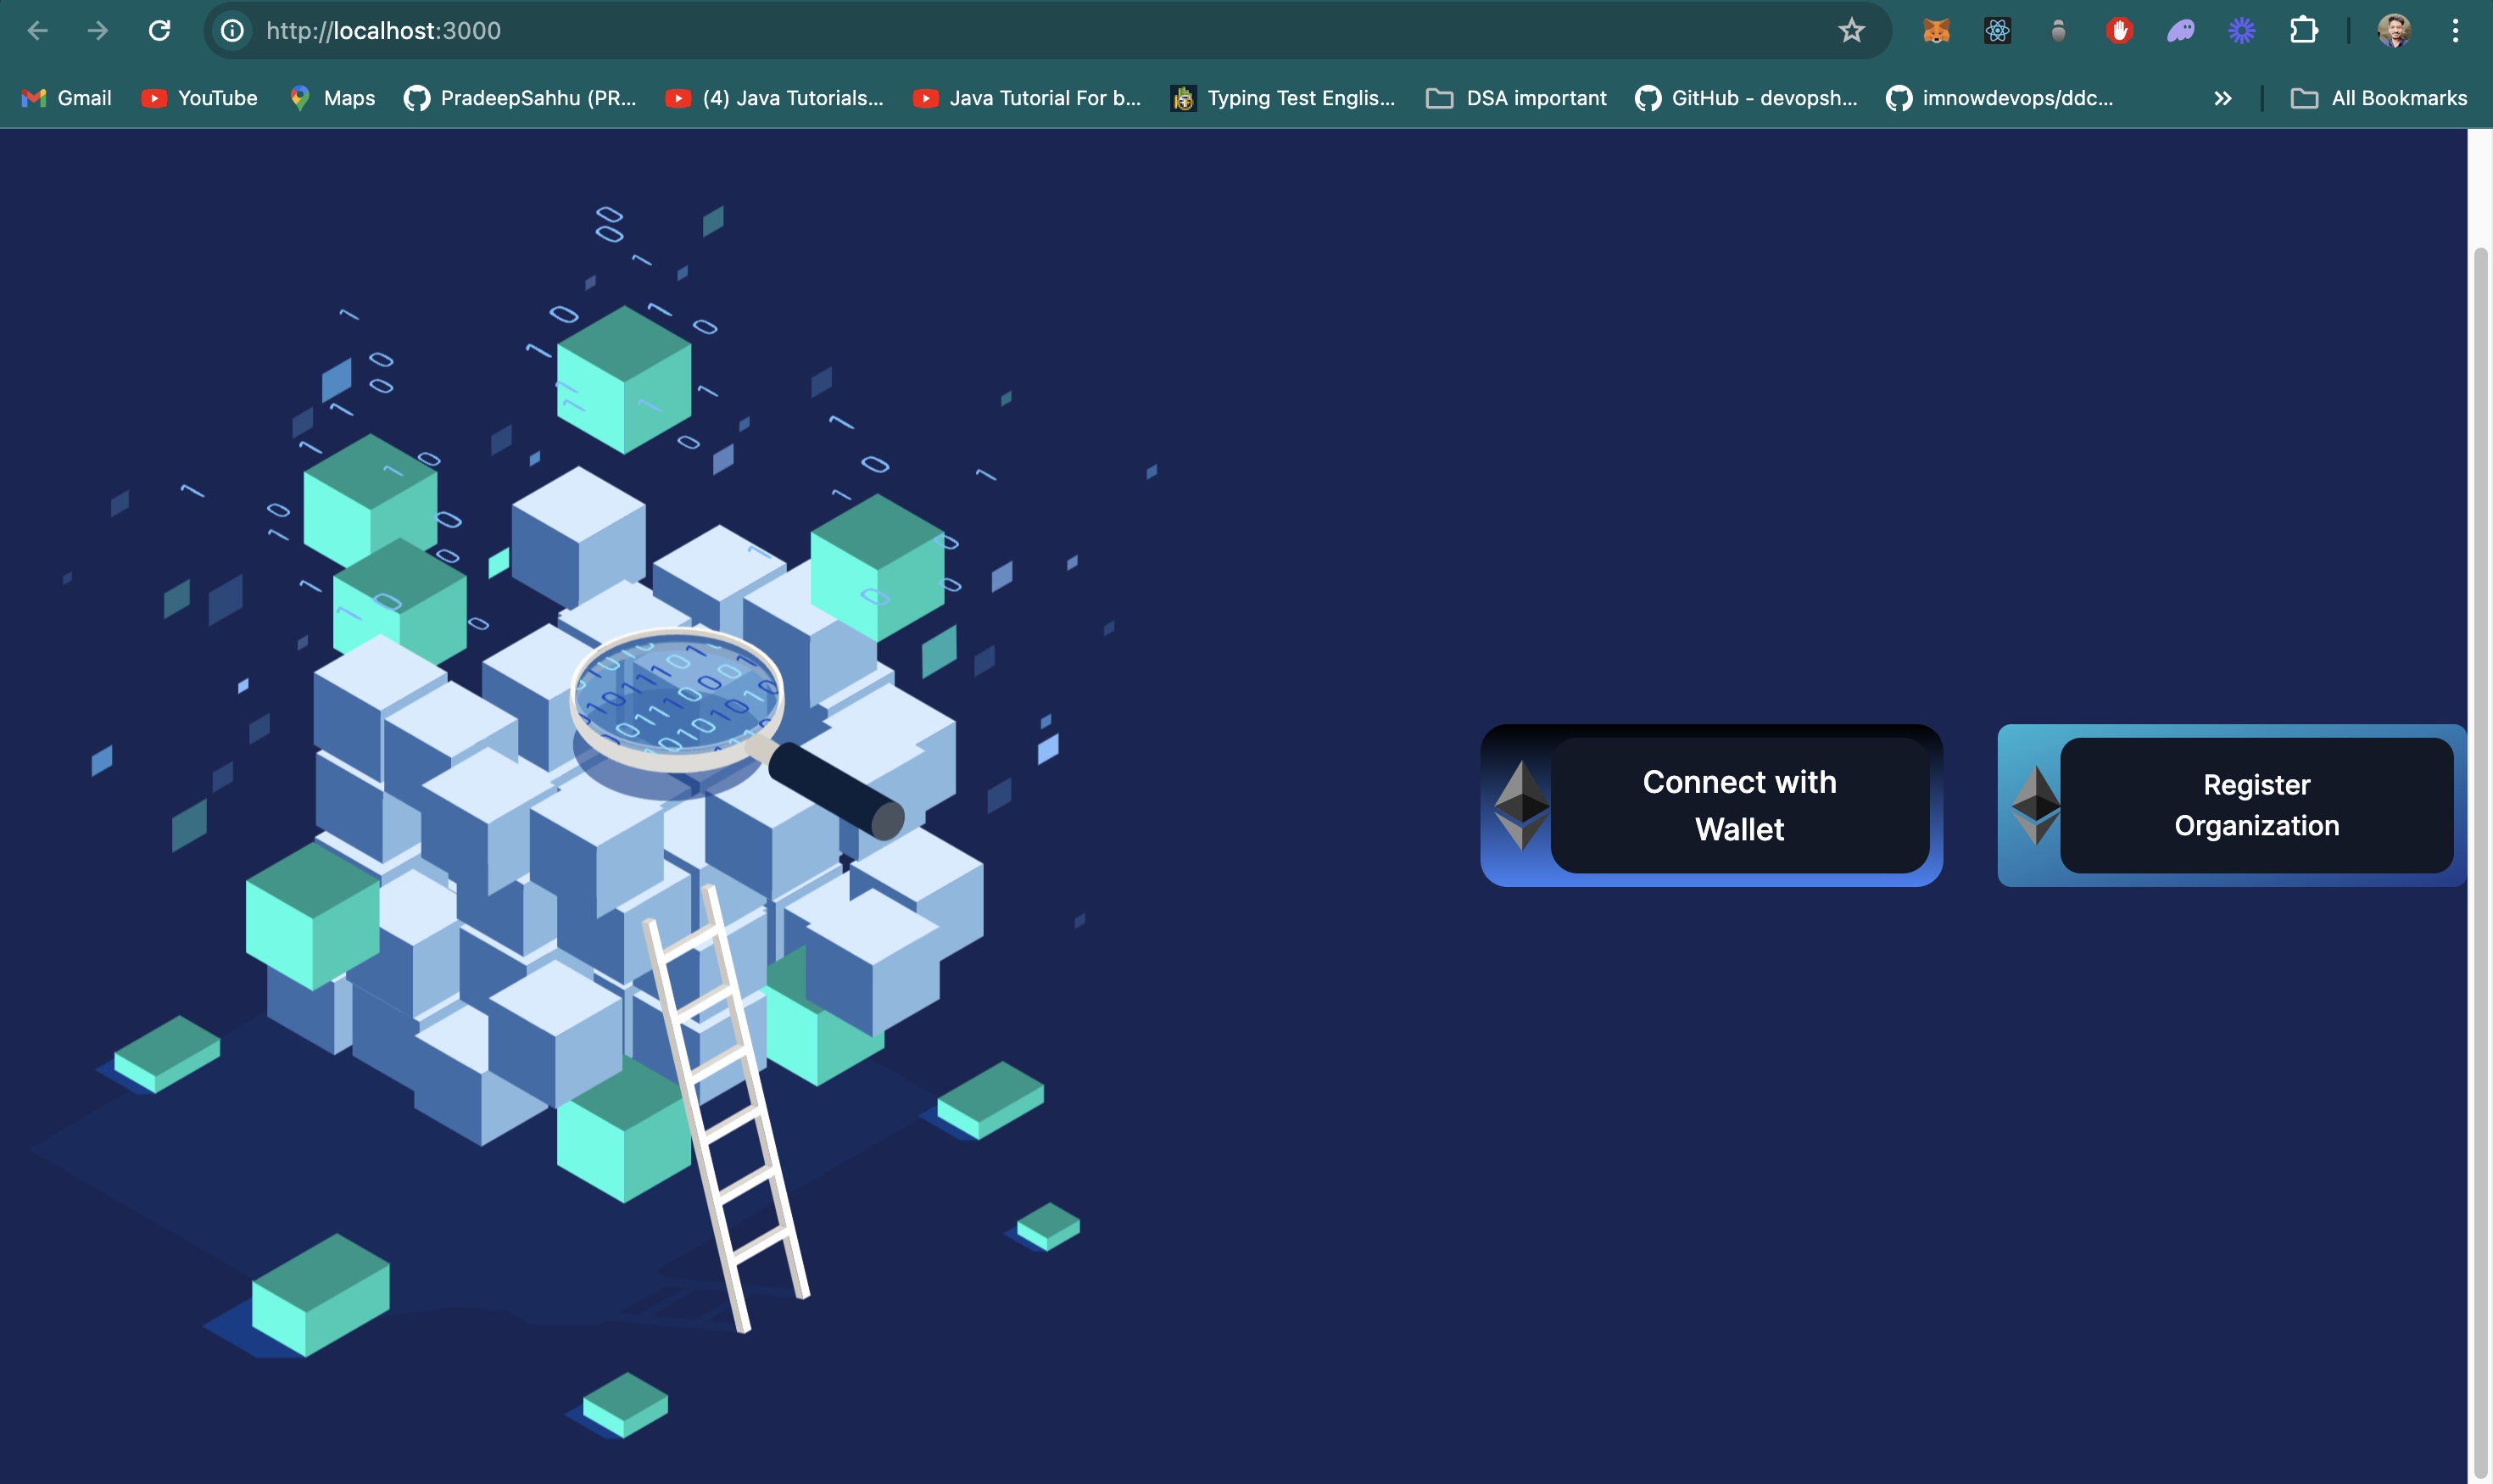 http://localhost:3000
Gmail YouTube Maps PradeepSahhu (PR... (4) Java Tutorials... Java Tutorial For b... Typing Test Englis... DSA important GitHub - devopsh... imnowdevops/ddc... All Bookmarks
Connect with
Wallet
Register
Organization